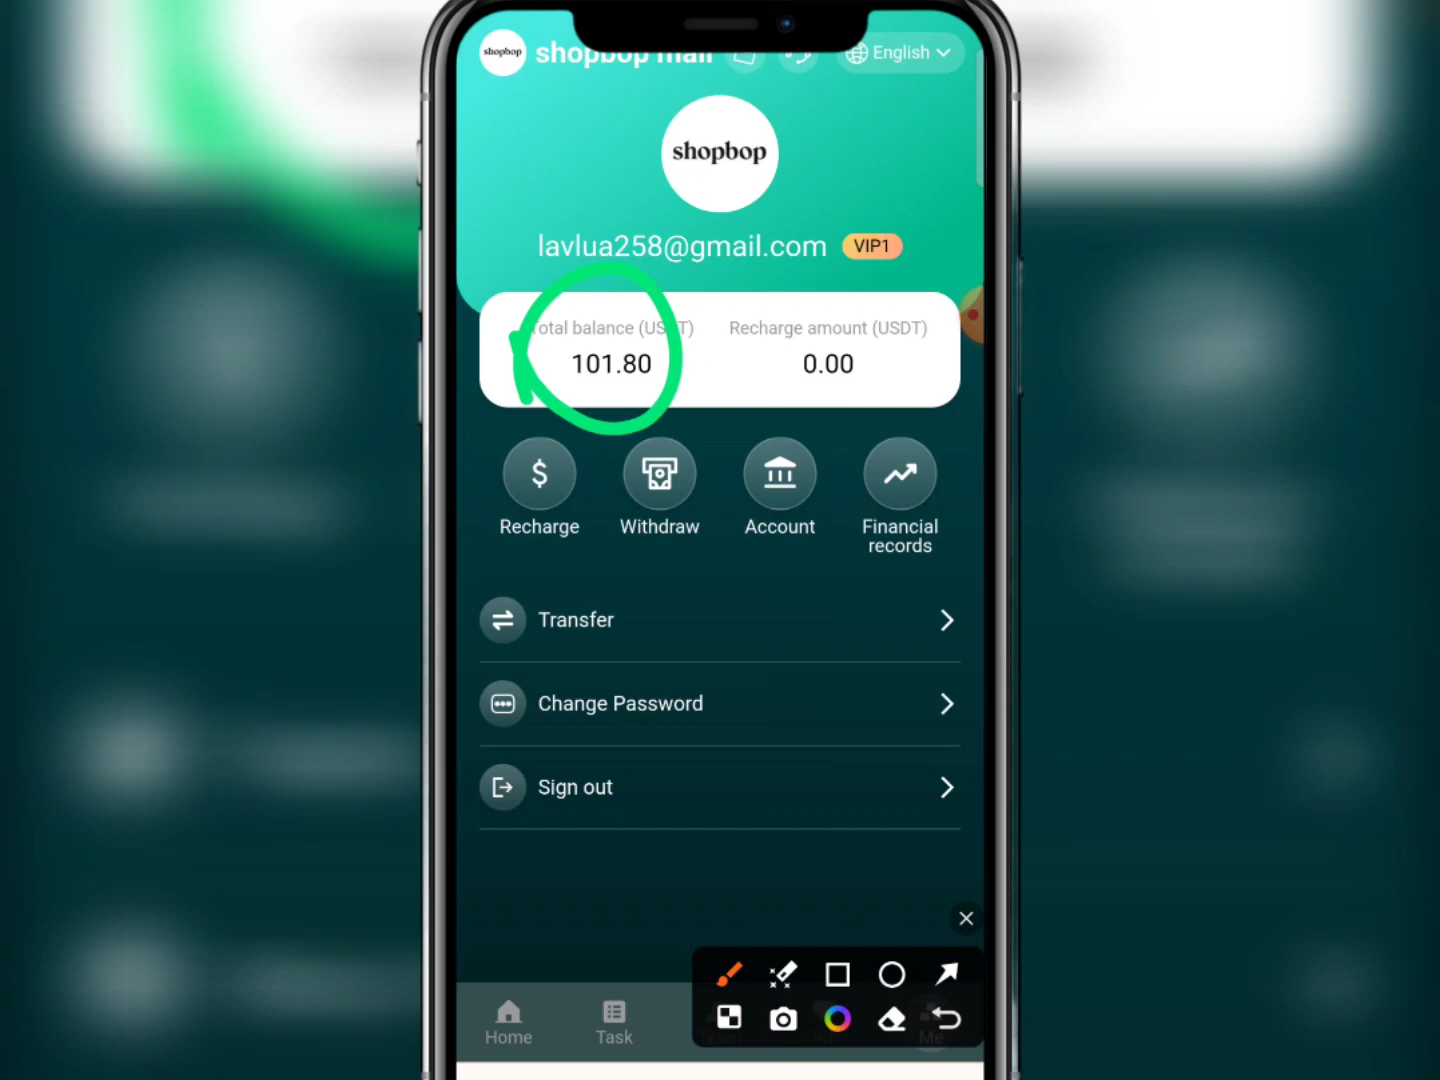 shopbop
shopbop mall
English
shopbop
lavlua258@gmail.com
VIP1
Total balance (USDT)
Recharge amount (USDT)
101.80
0.00
Recharge
Withdraw
Account
Financial records
Transfer
Change Password
Sign out
Home
Task
Me